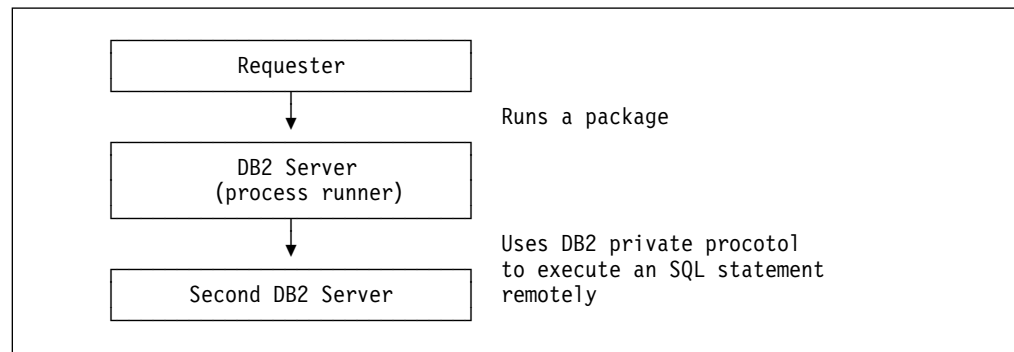 Requester
Runs a package
DB2 Server
(process runner)
Uses DB2 private procotol
to execute an SQL statement
remotely
Second DB2 Server